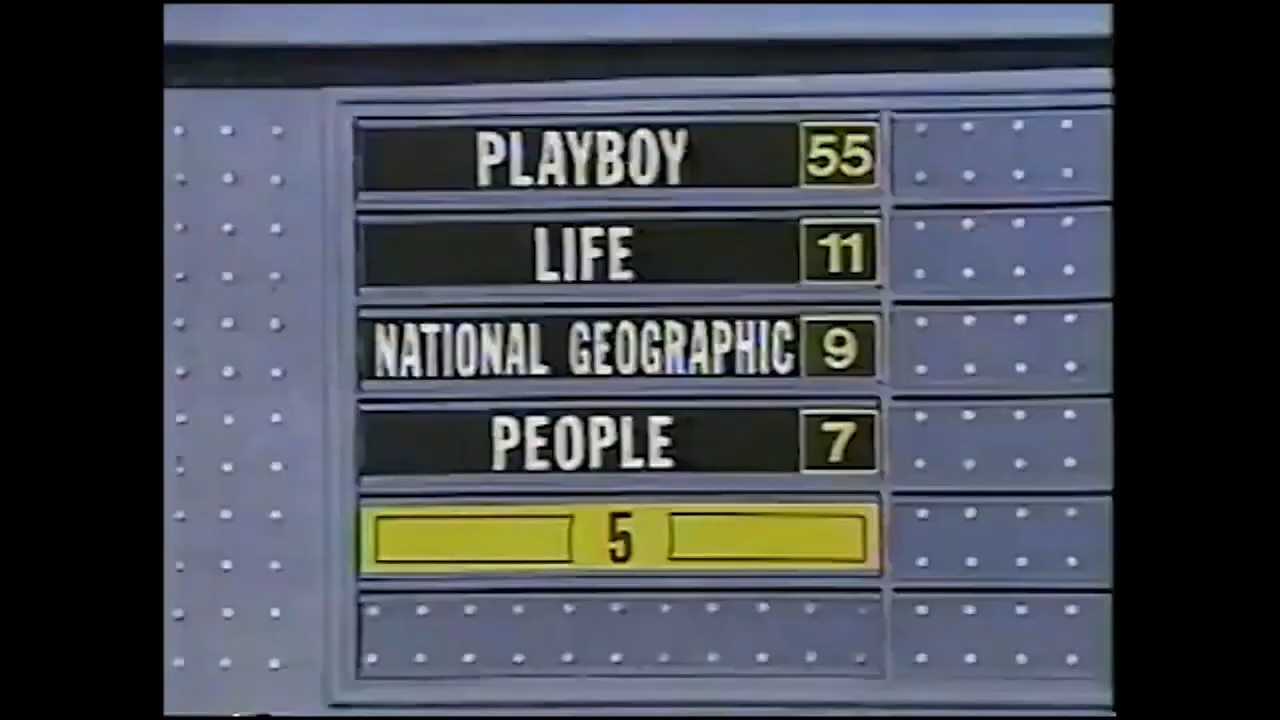 PLAYBOY 55
LIFE 11
NATIONAL GEOGRAPHIC 9
PEOPLE 7
5